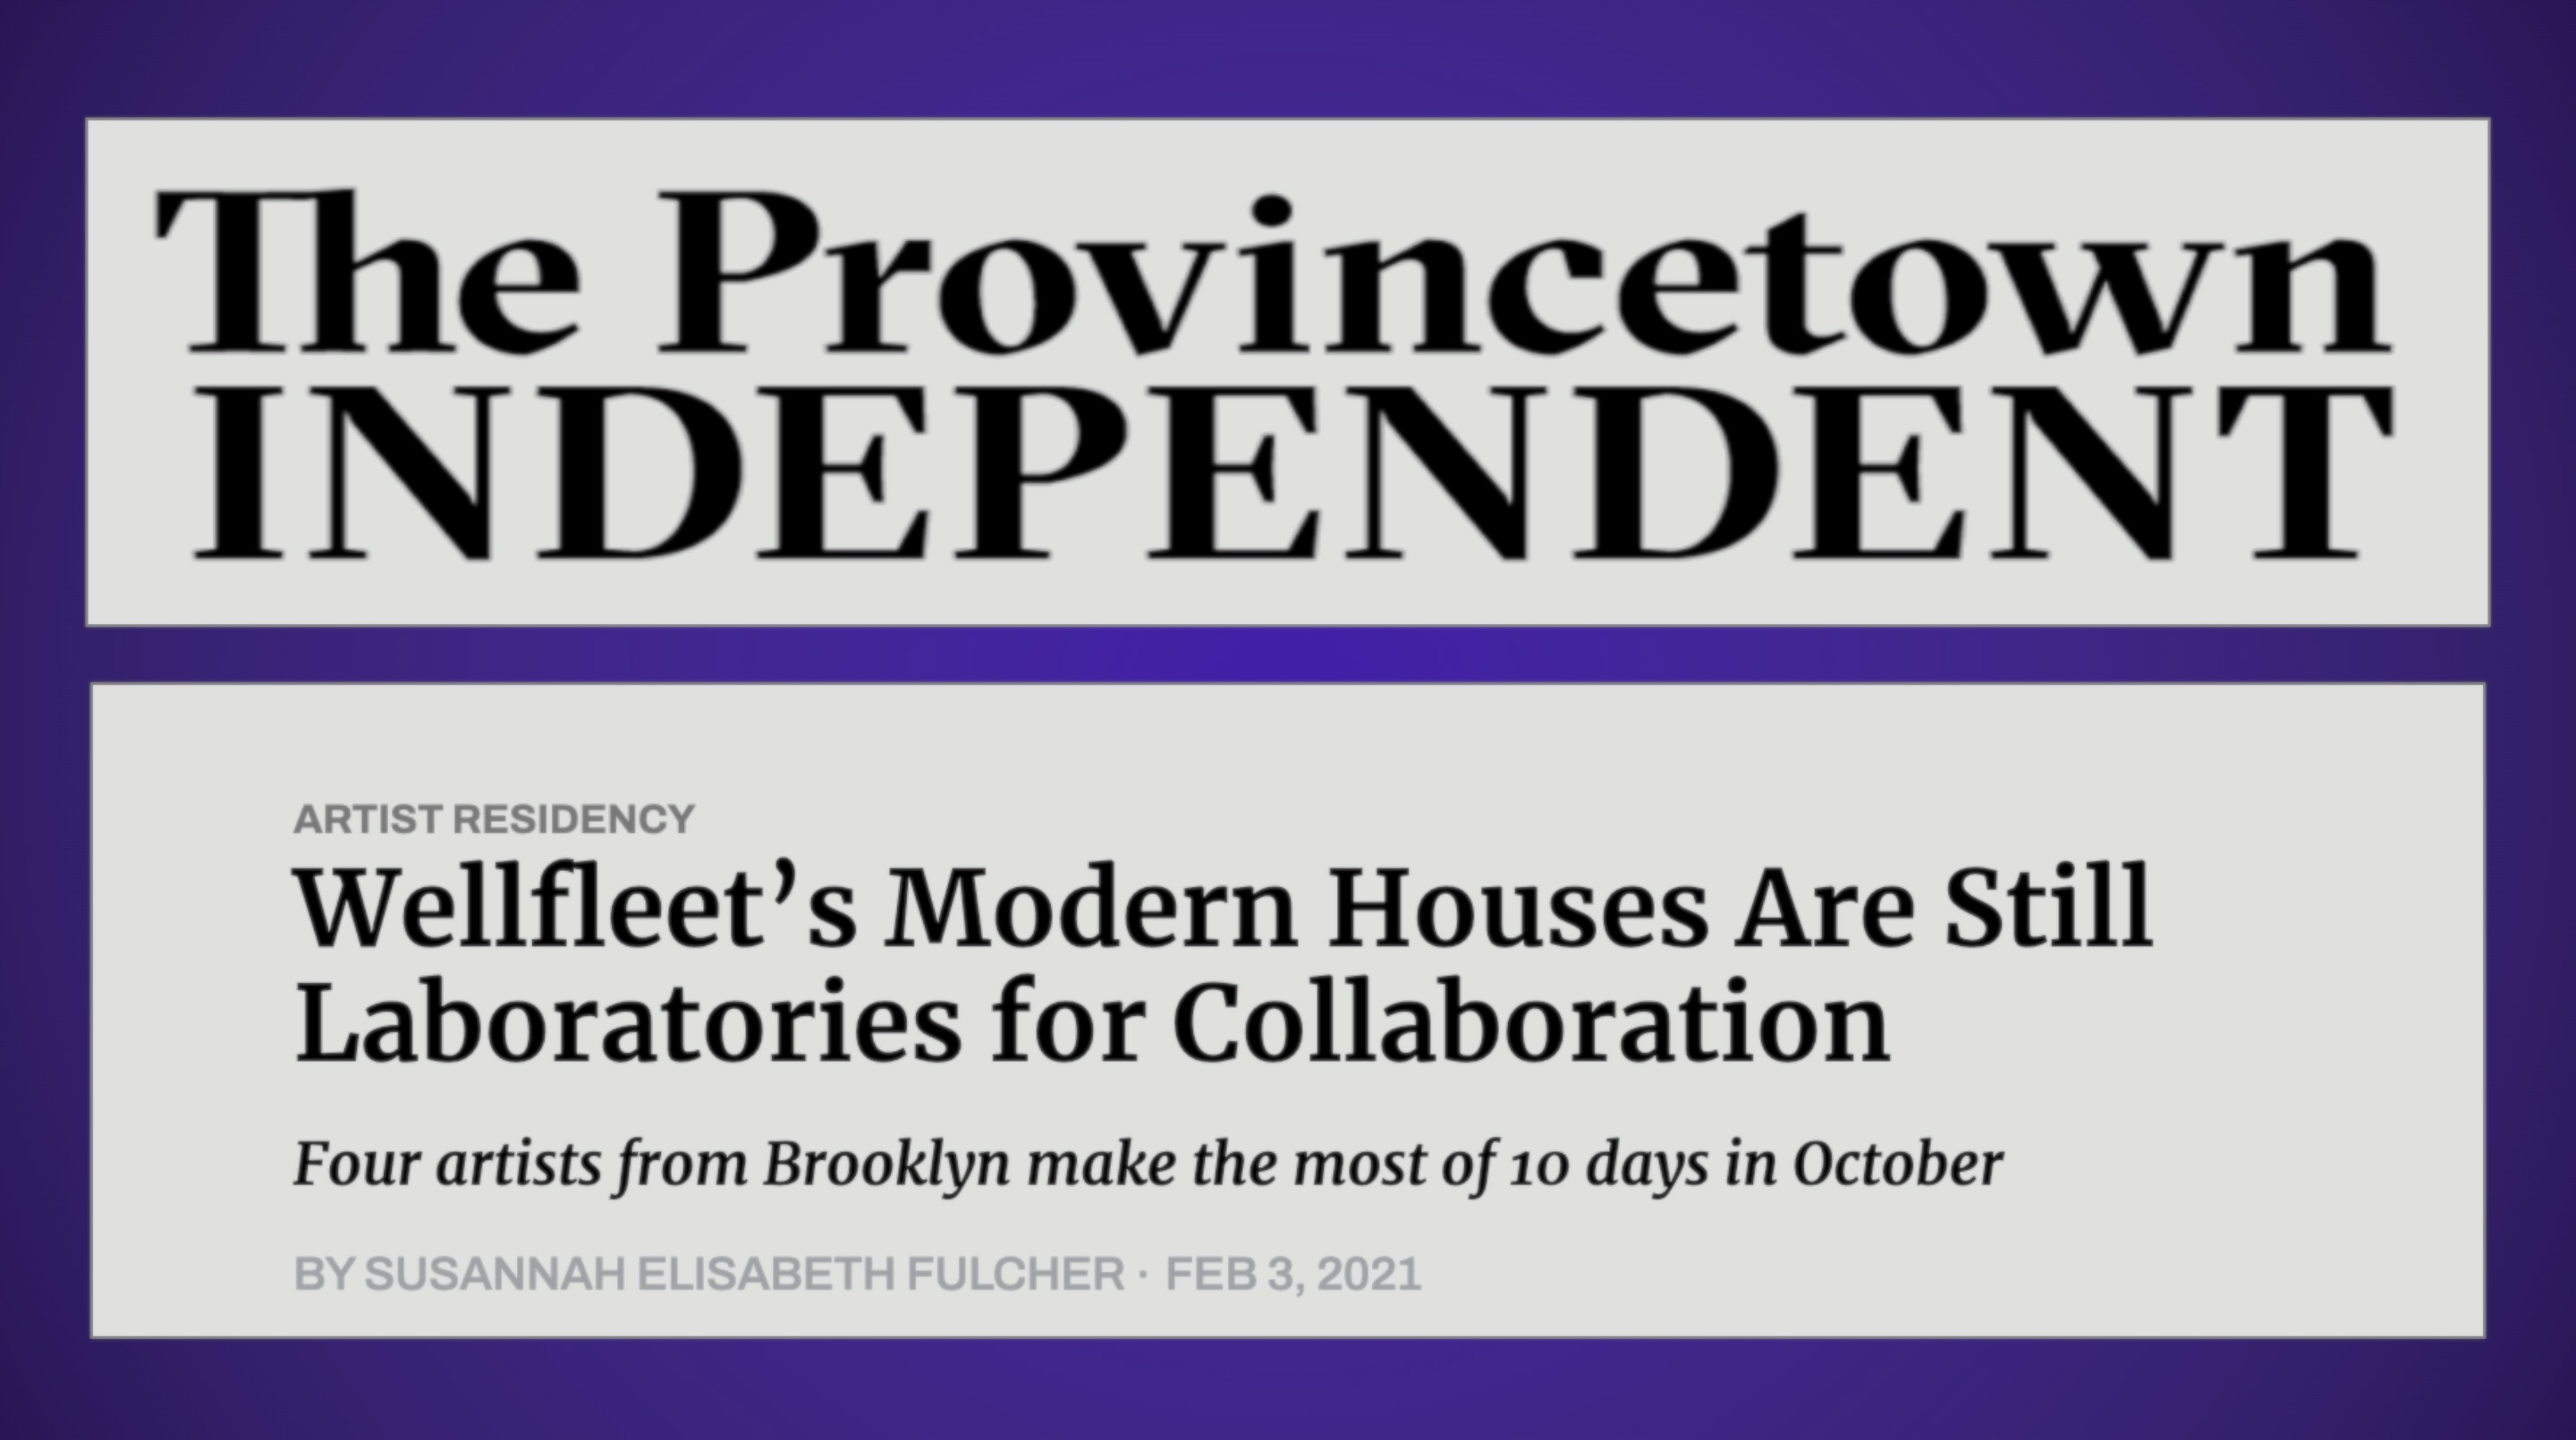 The Provincetown
INDEPENDENT
ARTIST RESIDENCY
Wellfleet’s Modern Houses Are Still
Laboratories for Collaboration
Four artists from Brooklyn make the most of 10 days in October
BY SUSANNAH ELISABETH FULCHER · FEB 3, 2021